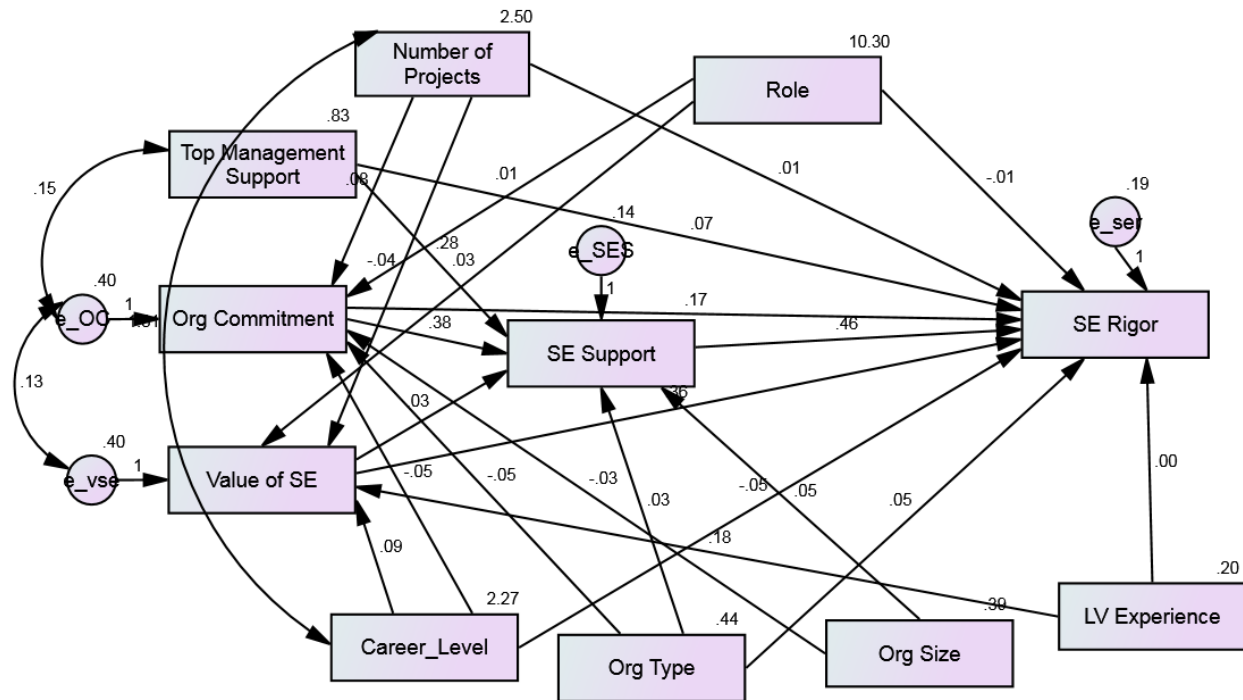 2.50
Number of
Projects
10.30
Role
.83
Top Management
Support
.15
.08
.01
.01
-.01
.19
.14
.07
e_ser
1
.28
e_SES
-.04
.03
.40
1
e_OC
Org Commitment
1
.38
.17
.46
SE Support
SE Rigor
.13
.36
.03
.40
1
e_vse
Value of SE
-.05
-.05
-.03
.03
-.05
.05
.05
.00
.09
.18
2.27
.44
.39
.20
Career_Level
Org Type
Org Size
LV Experience